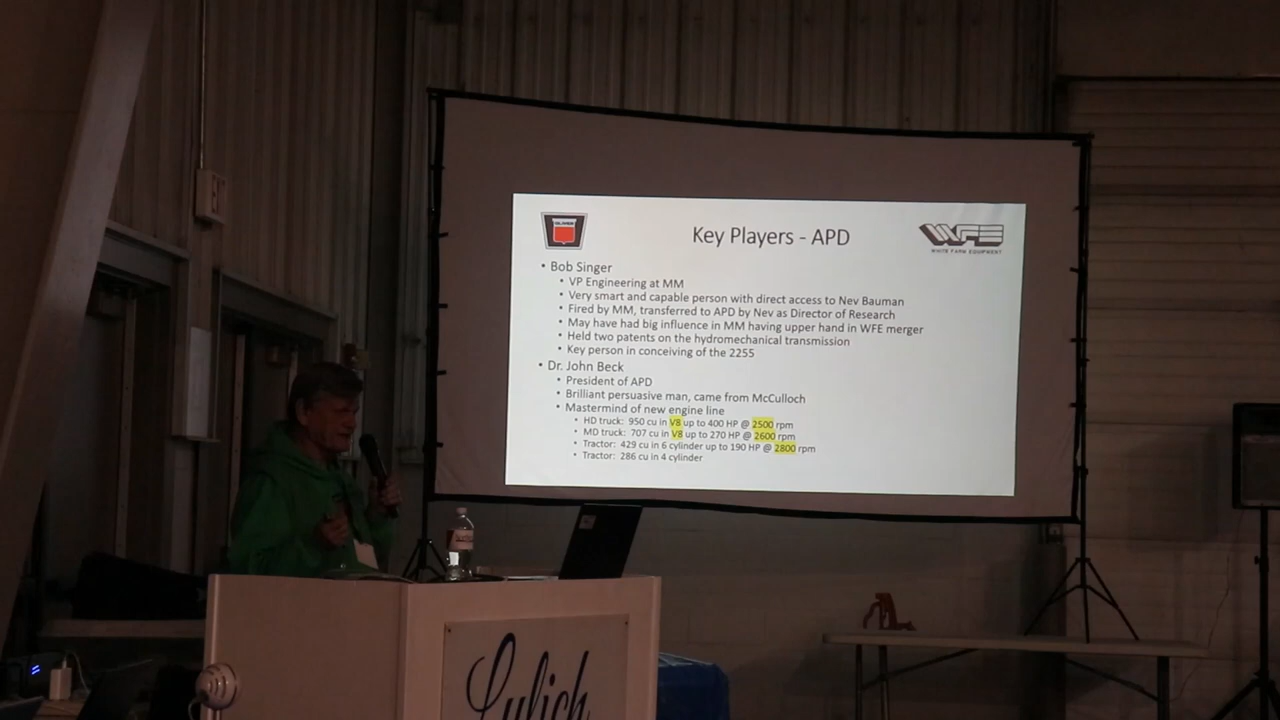 OLIVER
Key Players - APD
WFE
WHITE FARM EQUIPMENT
• Bob Singer
• VP Engineering at MM
• Very smart and capable person with direct access to Nev Bauman
• Fired by MM, transferred to APD by Nev as Director of Research
• May have had big influence in MM having upper hand in WFE merger
• Held two patents on the hydromechanical transmission
• Key person in conceiving of the 2255
• Dr. John Beck
• President of APD
• Brilliant persuasive man, came from McCulloch
• Mastermind of new engine line
• HD truck: 950 cu in V8 up to 400 HP @ 2500 rpm
• MD truck: 707 cu in V8 up to 270 HP @ 2600 rpm
• Tractor: 429 cu in 6 cylinder up to 190 HP @ 2800 rpm
• Tractor: 286 cu in 4 cylinder
Lulich